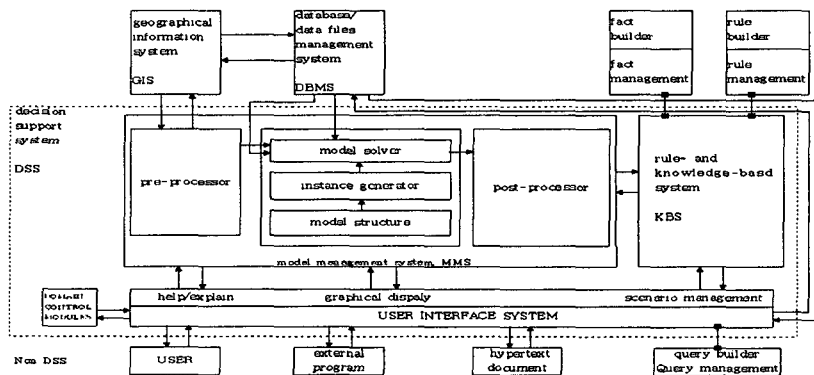 geographical
information
system
GIS
database/
data files
management
system
DBMS
fact
builder
fact
management
rule
builder
rule
management
decision
support
system
DSS
pre-processor
model solver
instance generator
model structure
post-processor
rule- and
knowledge-basd
system
KBS
model management system, MMS
help/explain
graphical dispaly
scenario management
CONTROL
MODULES
USER INTERFACE SYSTEM
Non DSS
USER
external
program
hypertext
document
query builder
Query management